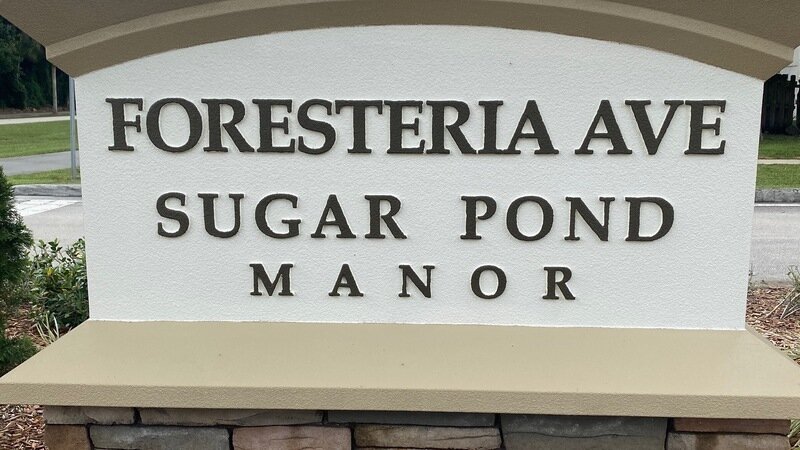 FORESTERIA AVE
SUGAR POND
MANOR